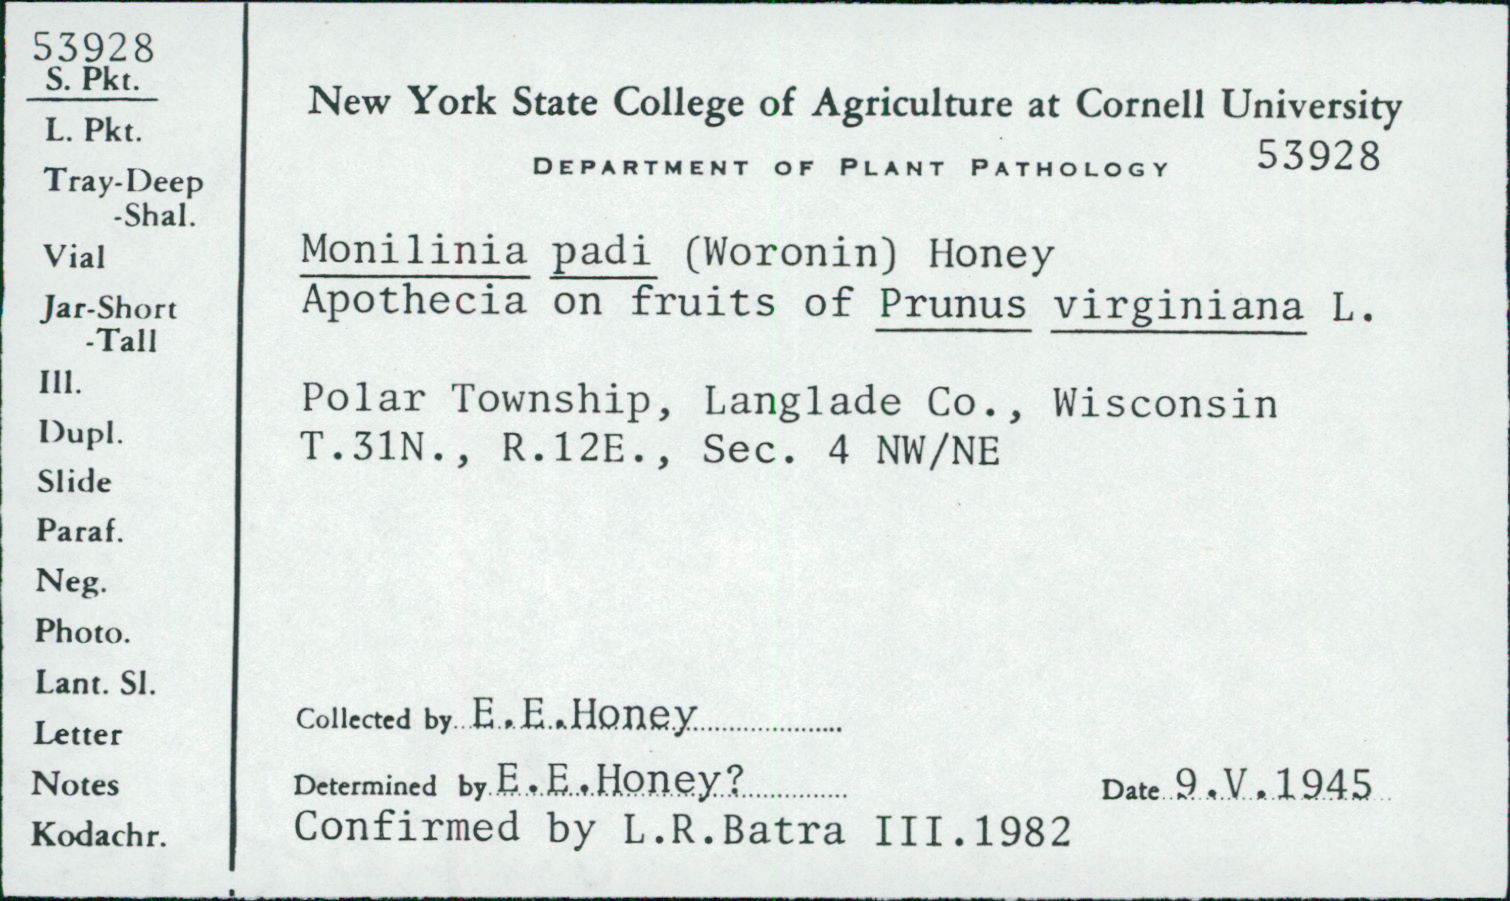 53928
S. Pkt.
L. Pkt.
Tray-Deep
-Shal.
Vial
Jar-Short
-Tall
Ill.
Dupl.
Slide
Paraf.
Neg.
Photo.
Lant. Sl.
Letter
Notes
Kodachr.
New York State College of Agriculture at Cornell University
DEPARTMENT OF PLANT PATHOLOGY 53928
Monilinia padi (Woronin) Honey
Apothecia on fruits of Prunus virginiana L.
Polar Township, Langlade Co., Wisconsin
T.31N., R.12E., Sec. 4 NW/NE
Collected by E.E.Honey
Determined by E.E.Honey? Date 9.V.1945
Confirmed by L.R.Batra III.1982